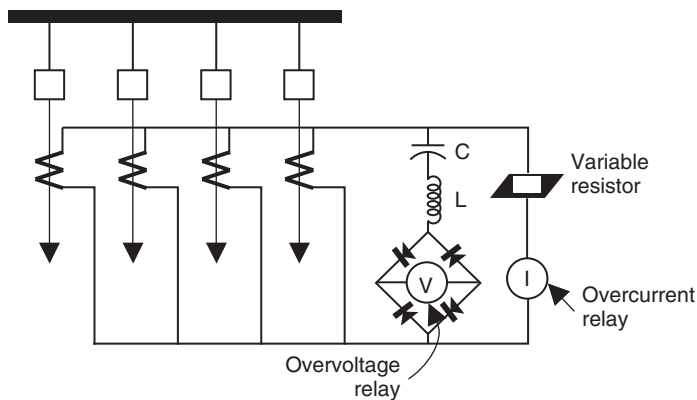 C
L
V
I
Variable
resistor
Overcurrent
relay
Overvoltage
relay